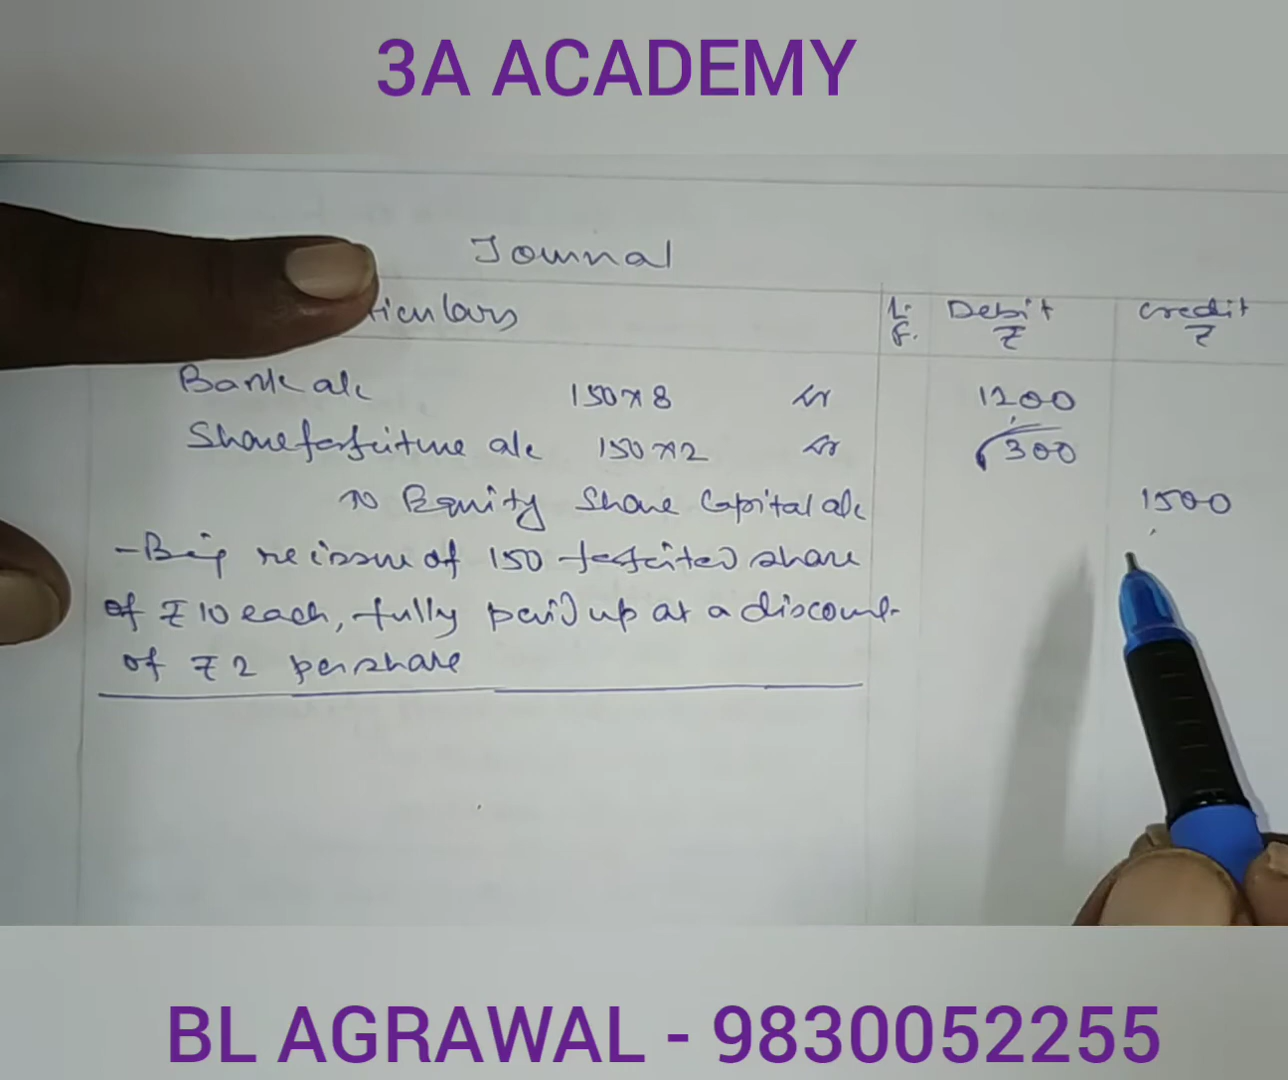 3A ACADEMY
Journal
ticulars L. F. Debit ₹ Credit ₹
Bank a/c 150×8 Dr 1200
Share forfeiture a/c 150×2 Dr 300
To Equity Share Capital a/c 1500
- Being reissue of 150 forfeited share
of ₹10 each, fully paid up at a discount
of ₹2 per share
BL AGRAWAL - 9830052255